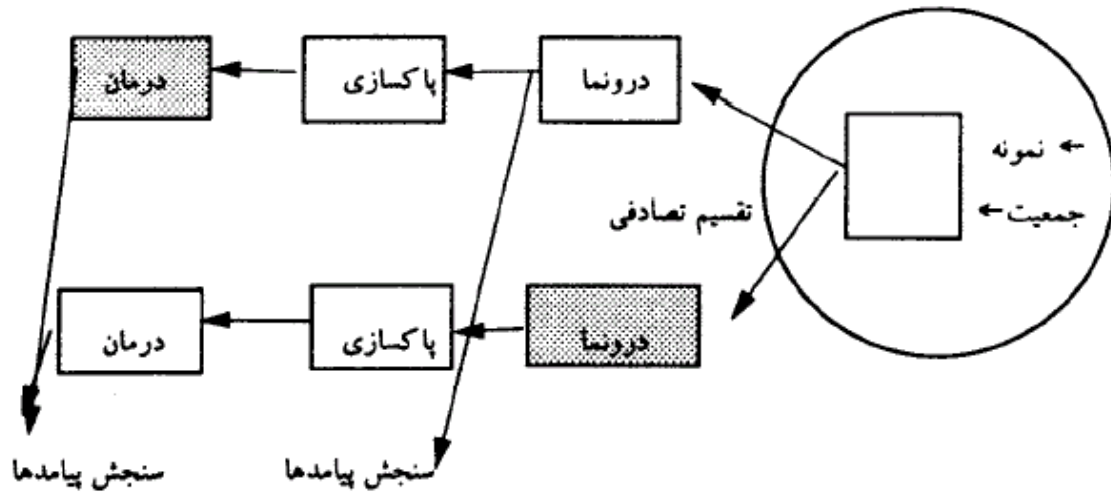 درونما
پاکسازی
درمان
نمونه ←
جمعیت ←
تقسیم تصادفی
درونما
پاکسازی
درمان
سنجش پیامدها
سنجش پیامدها